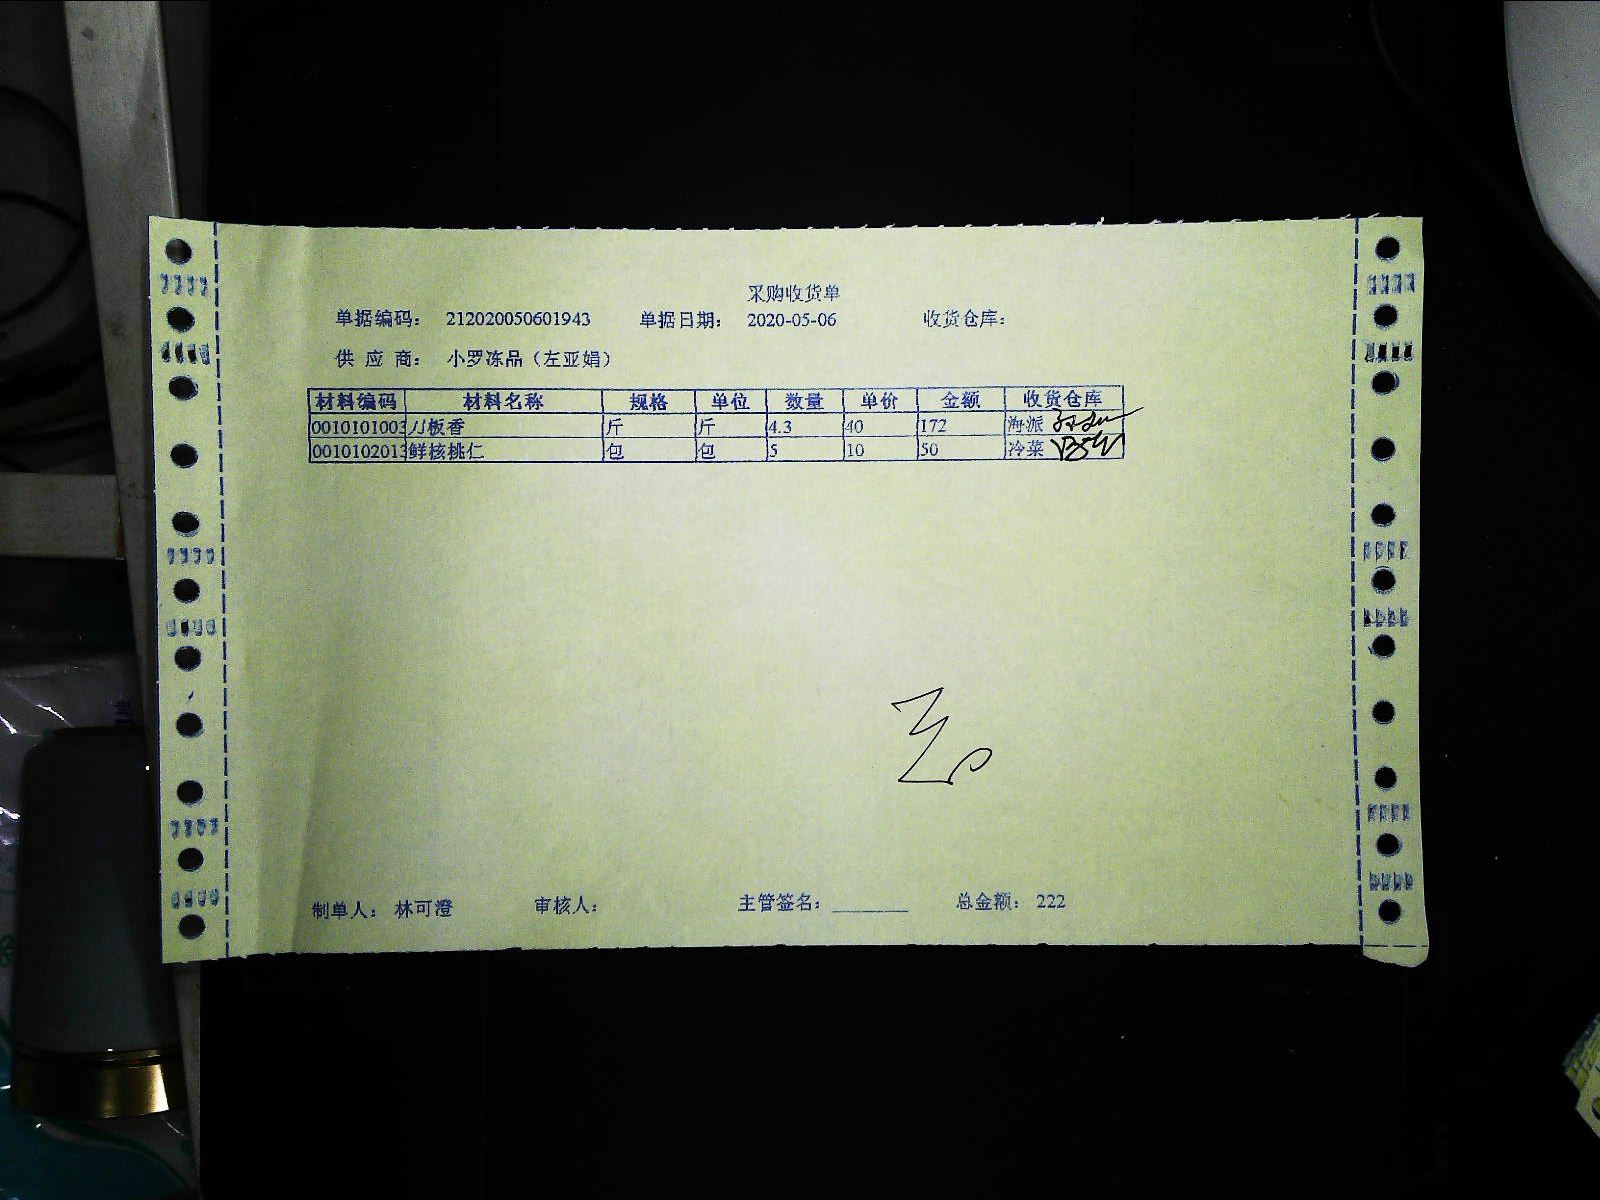 采购收货单
单据编码： 212020050601943 单据日期： 2020-05-06 收货仓库：
供 应 商： 小罗冻品（左亚娟）
材料编码 材料名称 规格 单位 数量 单价 金额 收货仓库
0010101003 刀板香 斤 斤 4.3 40 172 海派
0010102013 鲜核桃仁 包 包 5 10 50 冷菜
制单人： 林可澄 审核人： 主管签名： 总金额： 222